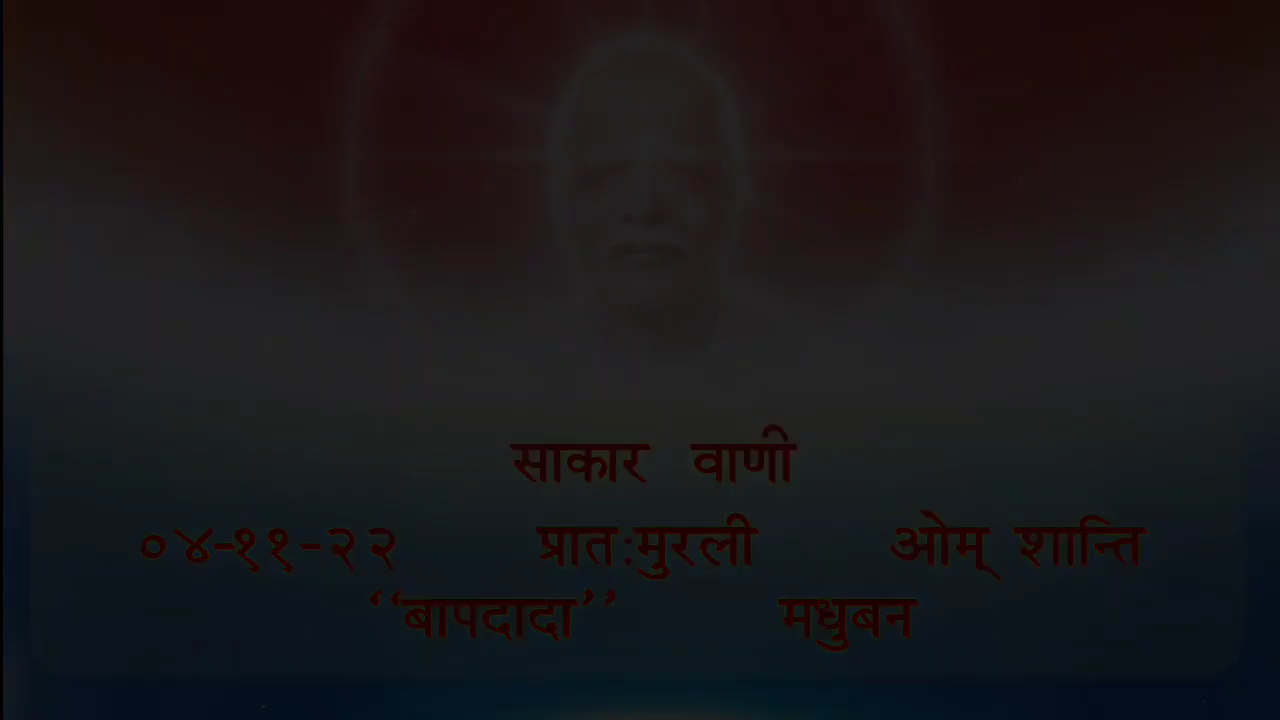 साकार वाणी
०४-११-२२ प्रात:मुरली ओम् शान्ति
‘‘बापदादा’’ मधुबन